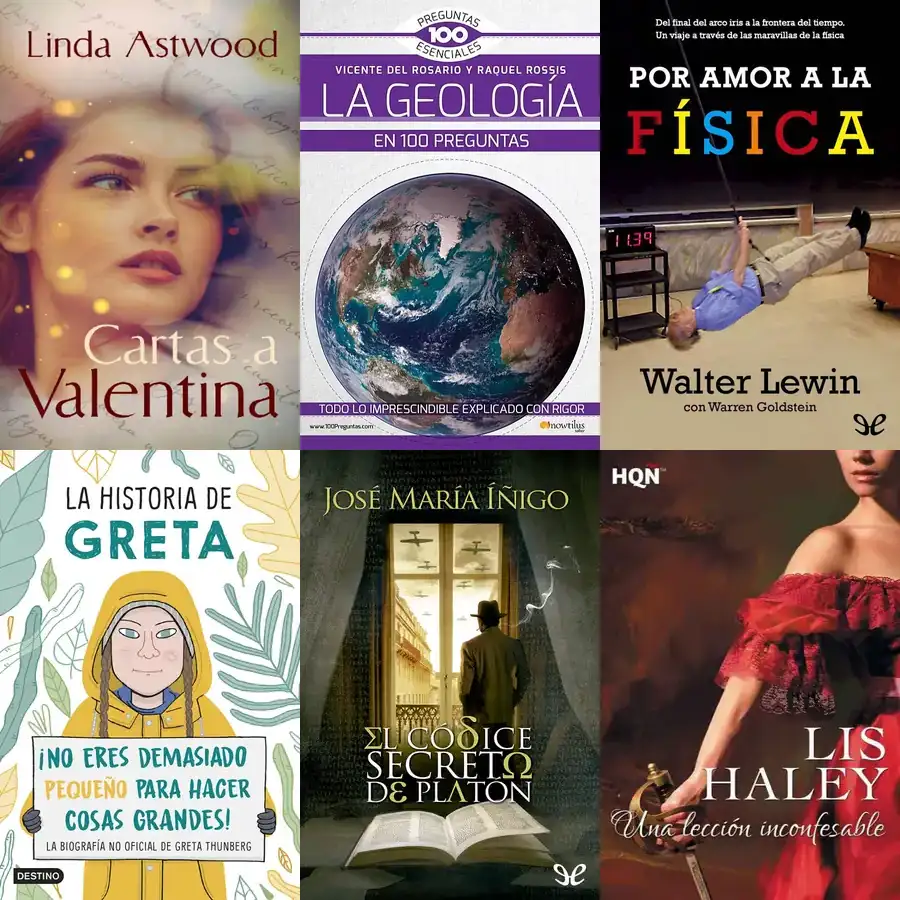 Linda Astwood
Cartas a
Valentina
PREGUNTAS
100
ESENCIALES
VICENTE DEL ROSARIO Y RAQUEL ROSSIS
LA GEOLOGÍA
EN 100 PREGUNTAS
TODO LO IMPRESCINDIBLE EXPLICADO CON RIGOR
www.100Preguntas.com
nowtilus
saber
Del final del arco iris a la frontera del tiempo.
Un viaje a través de las maravillas de la física
POR AMOR A LA
FÍSICA
11.39
Walter Lewin
con Warren Goldstein
LA HISTORIA DE
GRETA
¡NO ERES DEMASIADO
PEQUEÑO PARA HACER
COSAS GRANDES!
LA BIOGRAFÍA NO OFICIAL DE GRETA THUNBERG
DESTINO
JOSÉ MARÍA ÍÑIGO
EL CÓDICE
SECRETO
DE PLATÓN
HQN
LIS
HALEY
Una lección inconfesable